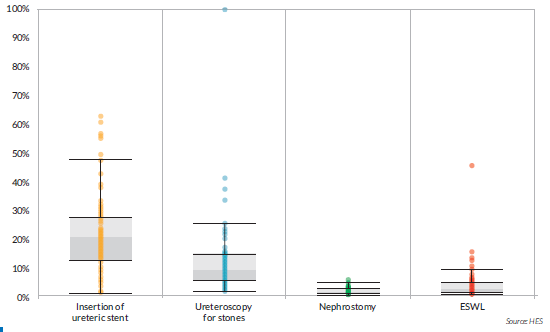 100%
90%
80%
70%
60%
50%
40%
30%
20%
10%
0%
Insertion of
ureteric stent
Ureteroscopy
for stones
Nephrostomy
ESWL
Source: HES